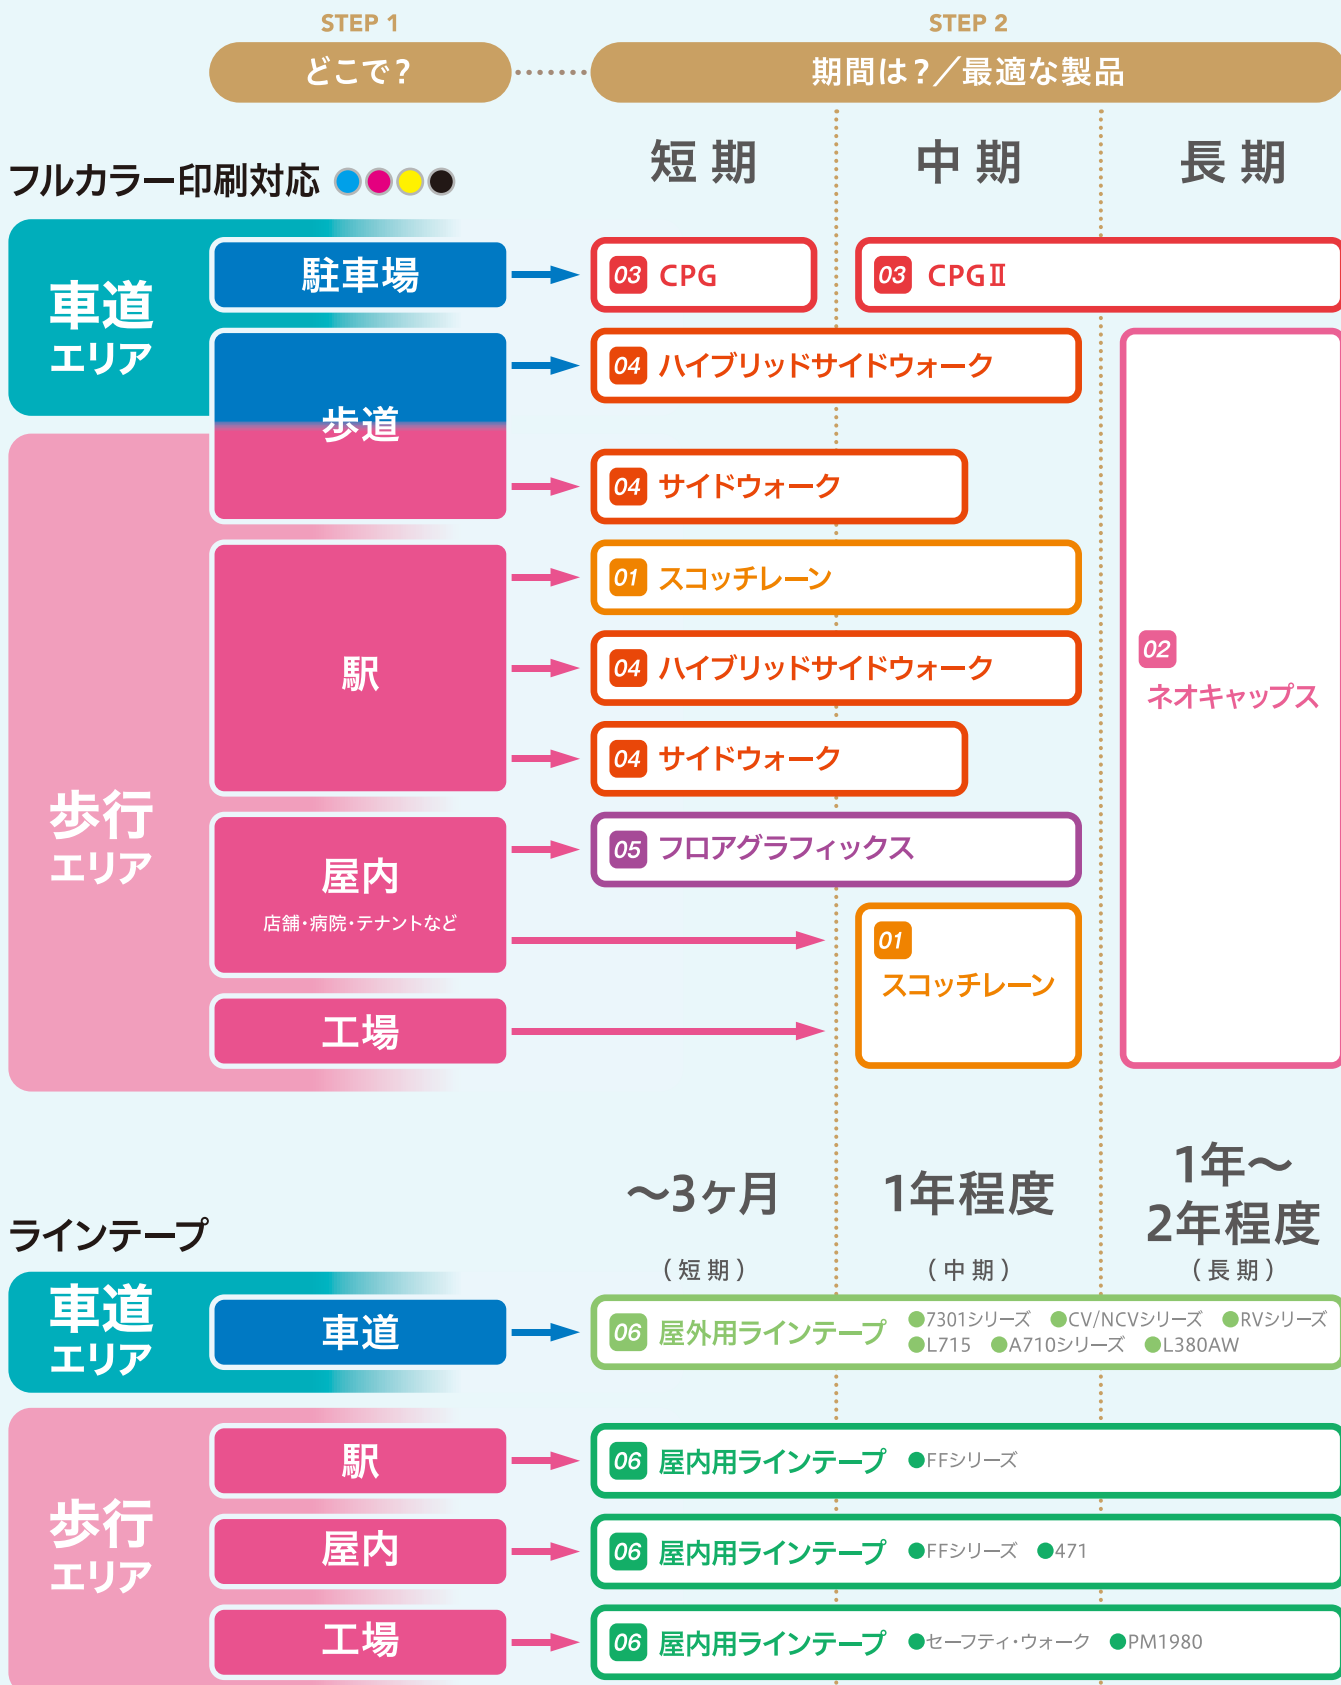 STEP 1
STEP 2
どこで？
期間は？／最適な製品
短期
中期
長期
フルカラー印刷対応
車道
エリア
駐車場
03 CPG
03 CPGⅡ
歩道
04 ハイブリッドサイドウォーク
04 サイドウォーク
歩行
エリア
駅
01 スコッチレーン
04 ハイブリッドサイドウォーク
04 サイドウォーク
02
ネオキャップス
屋内
店舗・病院・テナントなど
05 フロアグラフィックス
01
スコッチレーン
工場
ラインテープ
〜3ヶ月
（短期）
1年程度
（中期）
1年〜
2年程度
（長期）
車道
エリア
車道
06 屋外用ラインテープ
●7301シリーズ ●CV/NCVシリーズ ●RVシリーズ
●L715 ●A710シリーズ ●L380AW
歩行
エリア
駅
06 屋内用ラインテープ ●FFシリーズ
屋内
06 屋内用ラインテープ ●FFシリーズ ●471
工場
06 屋内用ラインテープ ●セーフティ・ウォーク ●PM1980